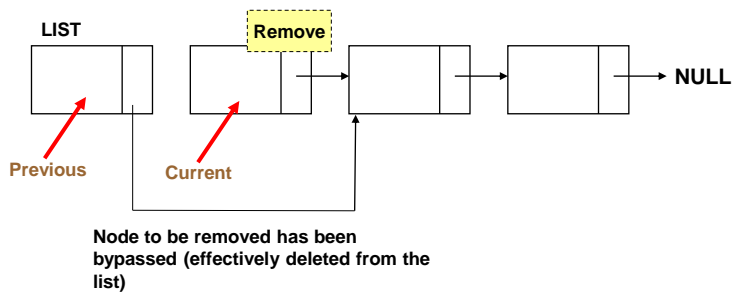 LIST
Remove
NULL
Previous
Current
Node to be removed has been
bypassed (effectively deleted from the
list)